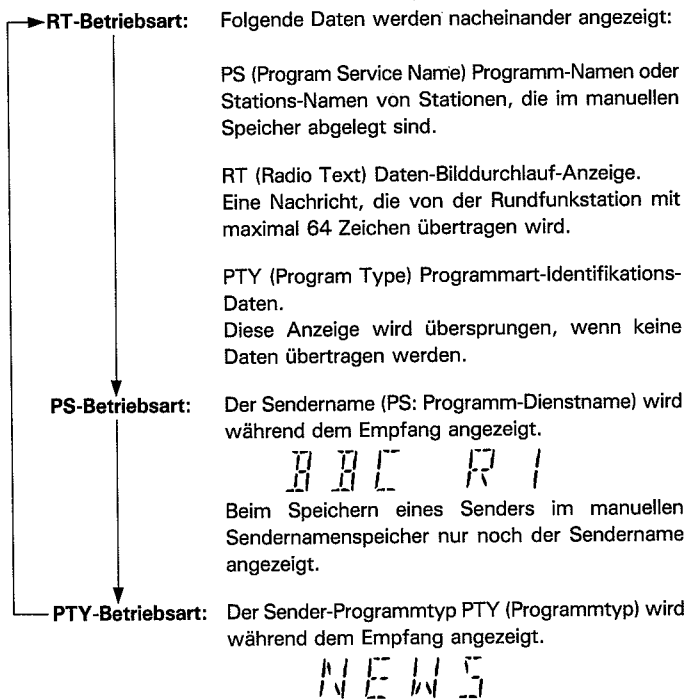 RT-Betriebsart: Folgende Daten werden nacheinander angezeigt:
PS (Program Service Name) Programm-Namen oder
Stations-Namen von Stationen, die im manuellen
Speicher abgelegt sind.
RT (Radio Text) Daten-Bilddurchlauf-Anzeige.
Eine Nachricht, die von der Rundfunkstation mit
maximal 64 Zeichen übertragen wird.
PTY (Program Type) Programmart-Identifikations-
Daten.
Diese Anzeige wird übersprungen, wenn keine
Daten übertragen werden.
PS-Betriebsart: Der Sendername (PS: Programm-Dienstname) wird
während dem Empfang angezeigt.
BBC R1
Beim Speichern eines Senders im manuellen
Sendernamenspeicher nur noch der Sendername
angezeigt.
PTY-Betriebsart: Der Sender-Programmtyp PTY (Programmtyp) wird
während dem Empfang angezeigt.
NEWS